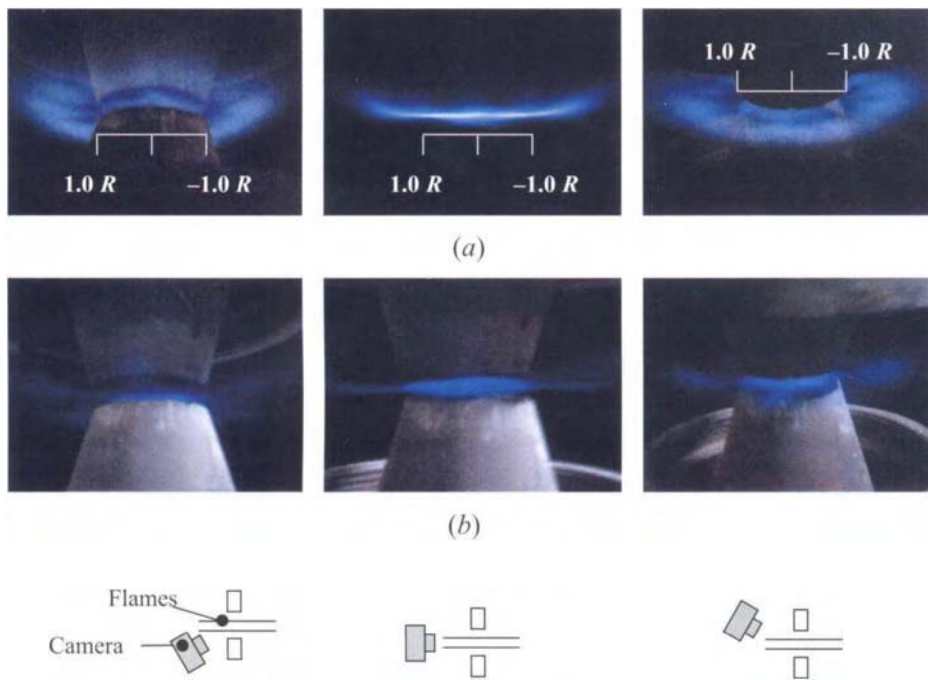 1.0 R –1.0 R
1.0 R –1.0 R
1.0 R –1.0 R
(a)
(b)
Flames
Camera